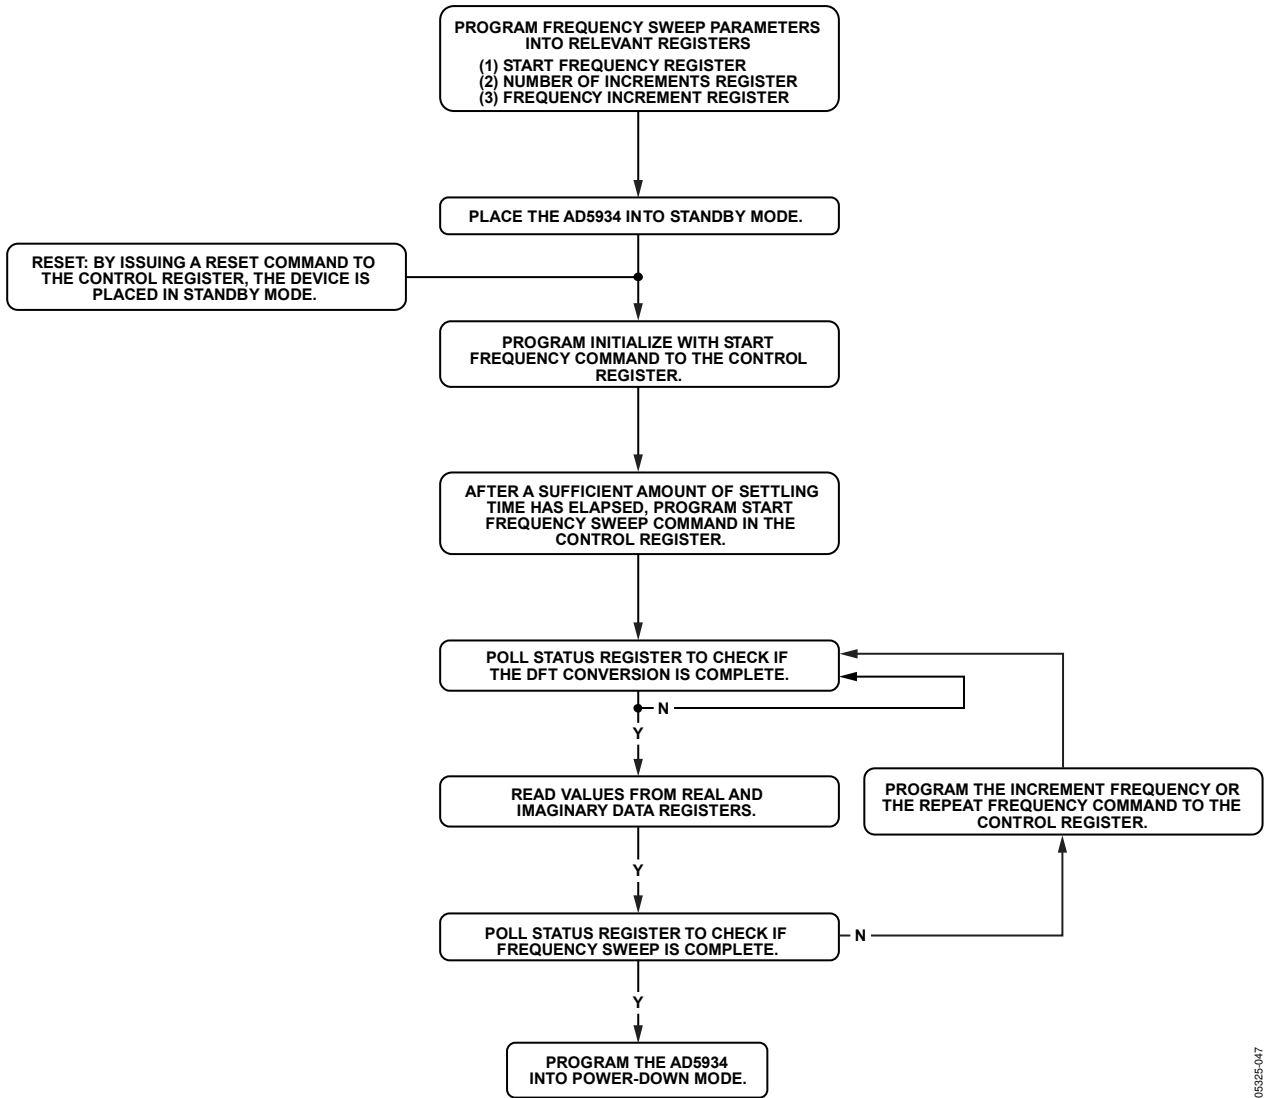 PROGRAM FREQUENCY SWEEP PARAMETERS
INTO RELEVANT REGISTERS
(1) START FREQUENCY REGISTER
(2) NUMBER OF INCREMENTS REGISTER
(3) FREQUENCY INCREMENT REGISTER
PLACE THE AD5934 INTO STANDBY MODE.
RESET: BY ISSUING A RESET COMMAND TO
THE CONTROL REGISTER, THE DEVICE IS
PLACED IN STANDBY MODE.
PROGRAM INITIALIZE WITH START
FREQUENCY COMMAND TO THE CONTROL
REGISTER.
AFTER A SUFFICIENT AMOUNT OF SETTLING
TIME HAS ELAPSED, PROGRAM START
FREQUENCY SWEEP COMMAND IN THE
CONTROL REGISTER.
POLL STATUS REGISTER TO CHECK IF
THE DFT CONVERSION IS COMPLETE.
N
Y
READ VALUES FROM REAL AND
IMAGINARY DATA REGISTERS.
PROGRAM THE INCREMENT FREQUENCY OR
THE REPEAT FREQUENCY COMMAND TO THE
CONTROL REGISTER.
Y
POLL STATUS REGISTER TO CHECK IF
FREQUENCY SWEEP IS COMPLETE.
N
Y
PROGRAM THE AD5934
INTO POWER-DOWN MODE.
05325-047